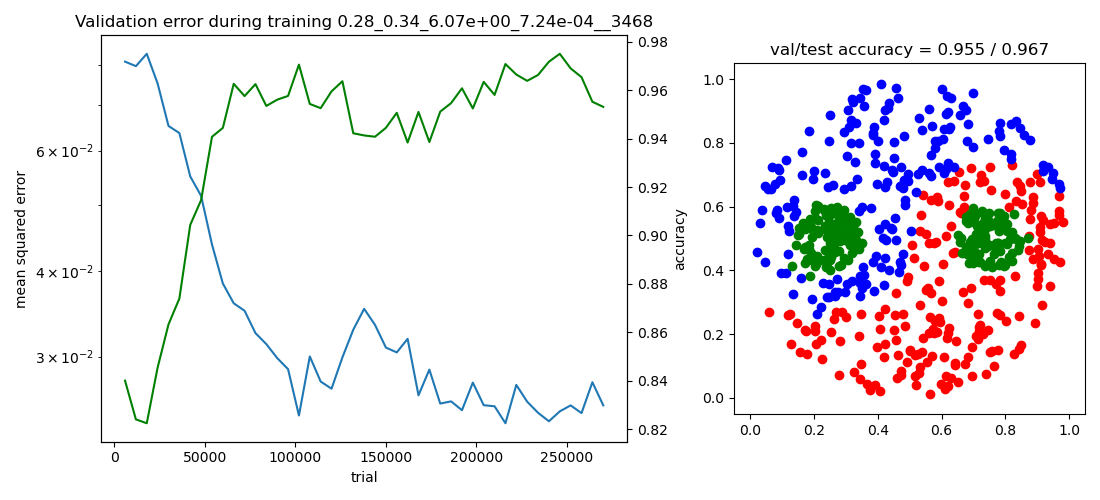 Validation error during training 0.28_0.34_6.07e+00_7.24e-04__3468
val/test accuracy = 0.955 / 0.967
mean squared error
6 × 10⁻²
4 × 10⁻²
3 × 10⁻²
0.98
0.96
0.94
0.92
0.90
0.88
0.86
0.84
0.82
accuracy
0 50000 100000 150000 200000 250000
trial
1.0
0.8
0.6
0.4
0.2
0.0
0.0 0.2 0.4 0.6 0.8 1.0